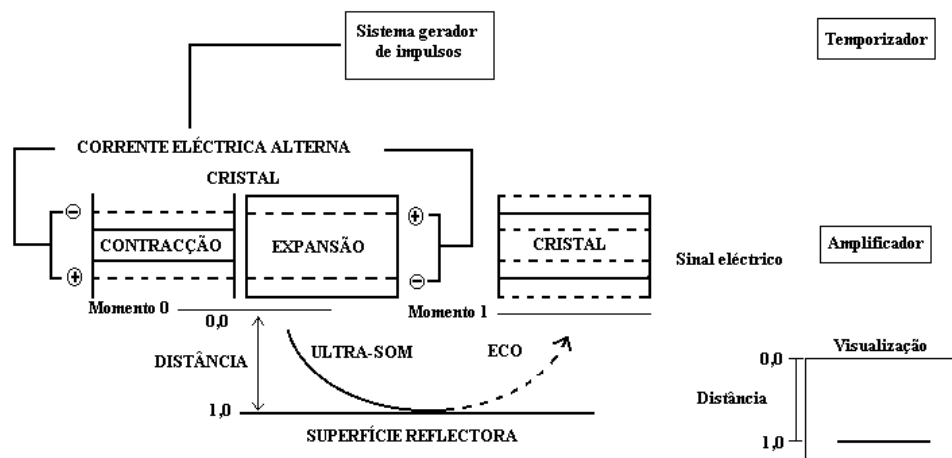 Sistema gerador
de impulsos
Temporizador
CORRENTE ELÉCTRICA ALTERNA
CRISTAL
CONTRACÇÃO
EXPANSÃO
CRISTAL
Sinal eléctrico
Amplificador
Momento 0
0,0
Momento 1
DISTÂNCIA
ULTRA-SOM
ECO
1,0
SUPERFÍCIE REFLECTORA
Visualização
0,0
Distância
1,0